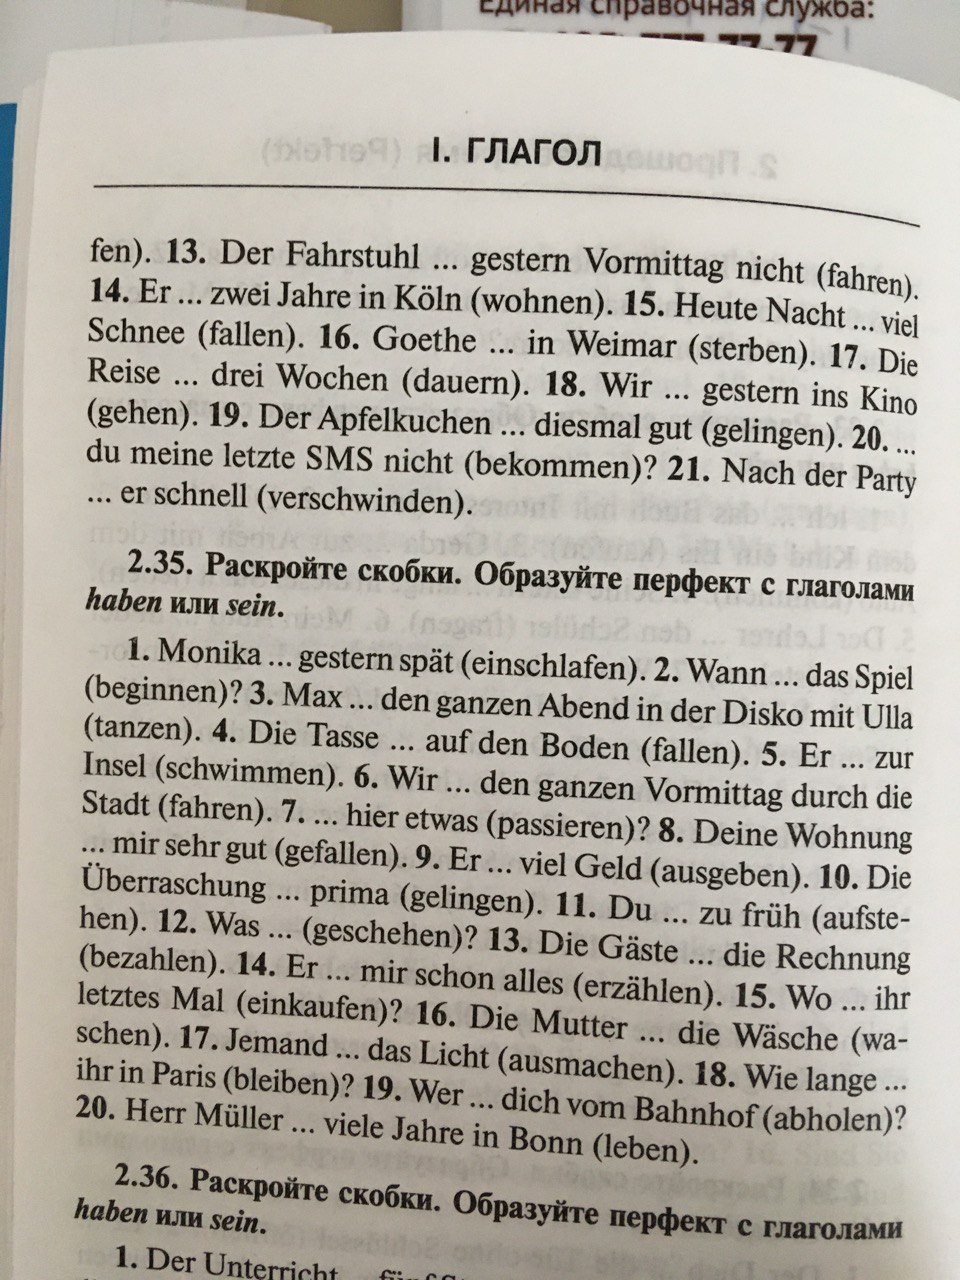 Единая справочная служба:
777-77-77
I. ГЛАГОЛ
fen). 13. Der Fahrstuhl ... gestern Vormittag nicht (fahren).
14. Er ... zwei Jahre in Köln (wohnen). 15. Heute Nacht ... viel
Schnee (fallen). 16. Goethe ... in Weimar (sterben). 17. Die
Reise ... drei Wochen (dauern). 18. Wir ... gestern ins Kino
(gehen). 19. Der Apfelkuchen ... diesmal gut (gelingen). 20. ...
du meine letzte SMS nicht (bekommen)? 21. Nach der Party
... er schnell (verschwinden).
2.35. Раскройте скобки. Образуйте перфект с глаголами
haben или sein.
1. Monika ... gestern spät (einschlafen). 2. Wann ... das Spiel
(beginnen)? 3. Max ... den ganzen Abend in der Disko mit Ulla
(tanzen). 4. Die Tasse ... auf den Boden (fallen). 5. Er ... zur
Insel (schwimmen). 6. Wir ... den ganzen Vormittag durch die
Stadt (fahren). 7. ... hier etwas (passieren)? 8. Deine Wohnung
... mir sehr gut (gefallen). 9. Er ... viel Geld (ausgeben). 10. Die
Überraschung ... prima (gelingen). 11. Du ... zu früh (aufste-
hen). 12. Was ... (geschehen)? 13. Die Gäste ... die Rechnung
(bezahlen). 14. Er ... mir schon alles (erzählen). 15. Wo ... ihr
letztes Mal (einkaufen)? 16. Die Mutter ... die Wäsche (wa-
schen). 17. Jemand ... das Licht (ausmachen). 18. Wie lange ...
ihr in Paris (bleiben)? 19. Wer ... dich vom Bahnhof (abholen)?
20. Herr Müller ... viele Jahre in Bonn (leben).
2.36. Раскройте скобки. Образуйте перфект с глаголами
haben или sein.
1. Der Unterricht